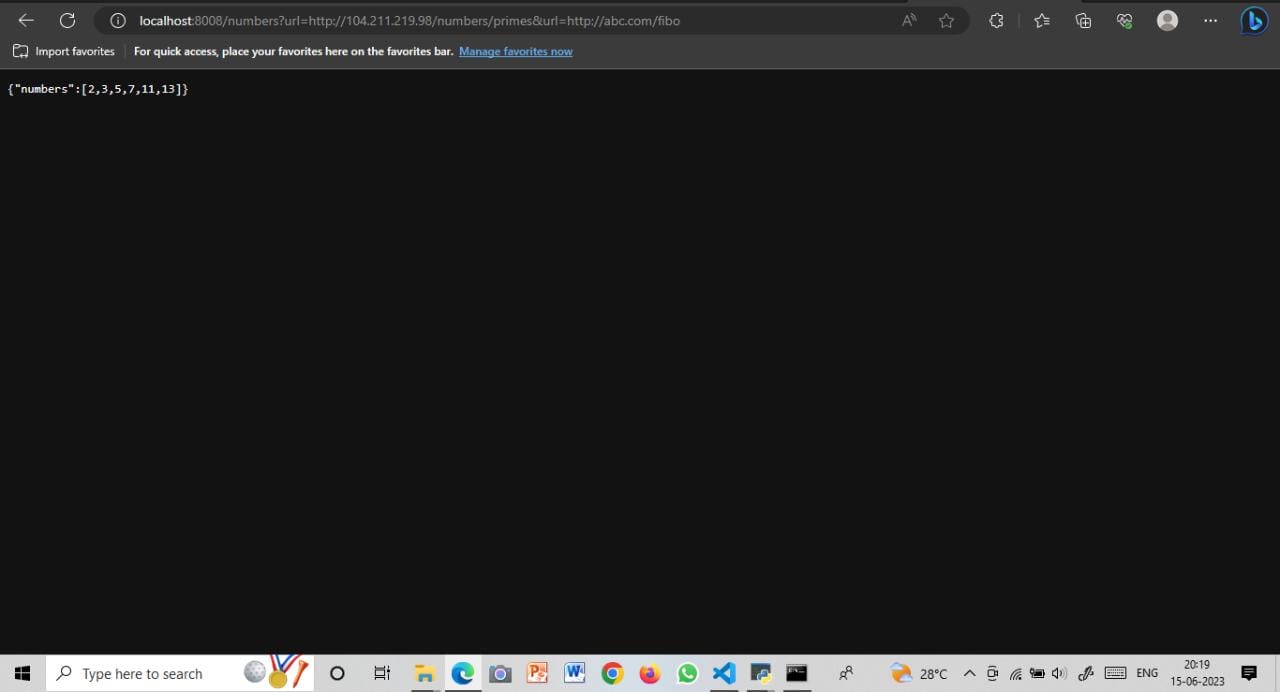 localhost:8008/numbers?url=http://104.211.219.98/numbers/primes&url=http://abc.com/fibo
Import favorites
For quick access, place your favorites here on the favorites bar. Manage favorites now
{"numbers":[2,3,5,7,11,13]}
Type here to search
28°C
ENG
20:19
15-06-2023